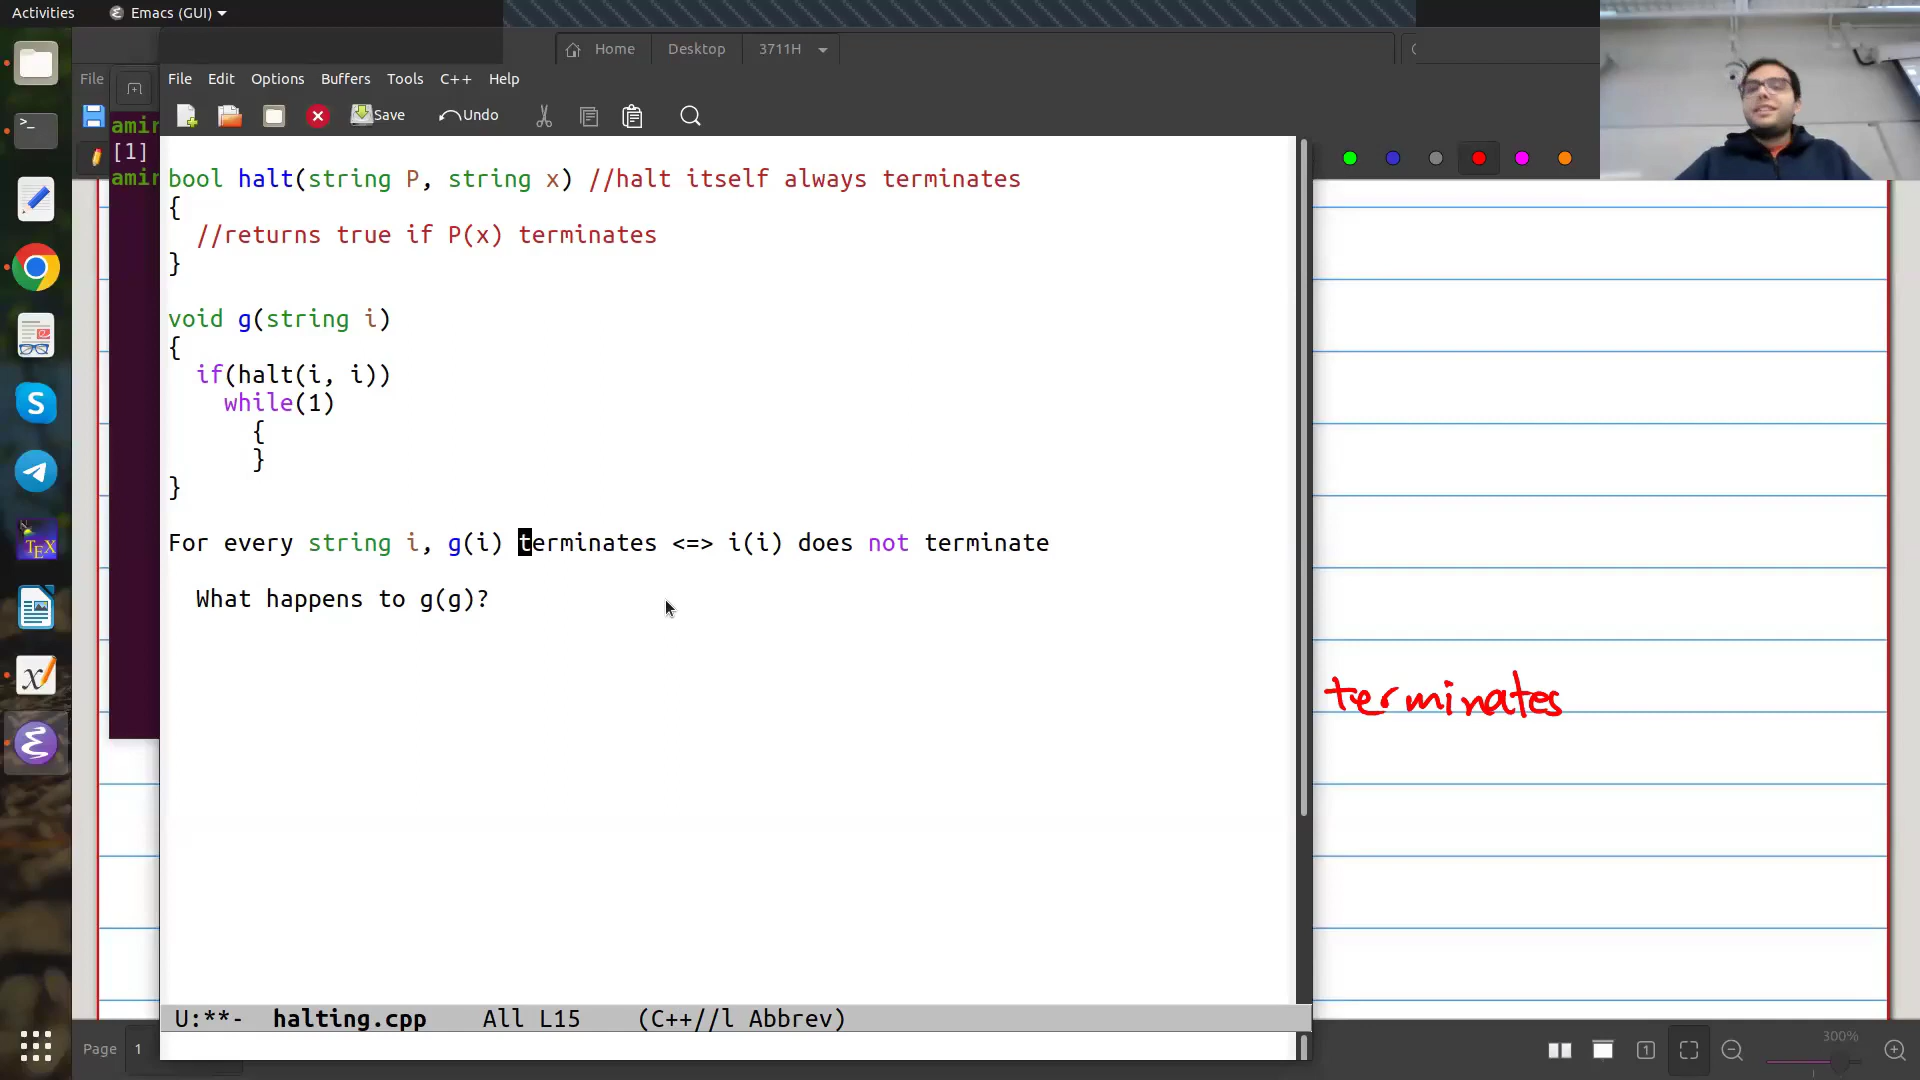 Activities
Emacs (GUI)
Home
Desktop
3711H
File
File Edit Options Buffers Tools C++ Help
Save
Undo
amir
[1]
amir
bool halt(string P, string x) //halt itself always terminates
{
//returns true if P(x) terminates
}
void g(string i)
{
if(halt(i, i))
while(1)
{
}
}
For every string i, g(i) terminates <=> i(i) does not terminate
What happens to g(g)?
terminates
U:**- halting.cpp All L15 (C++//l Abbrev)
Page 1
300%